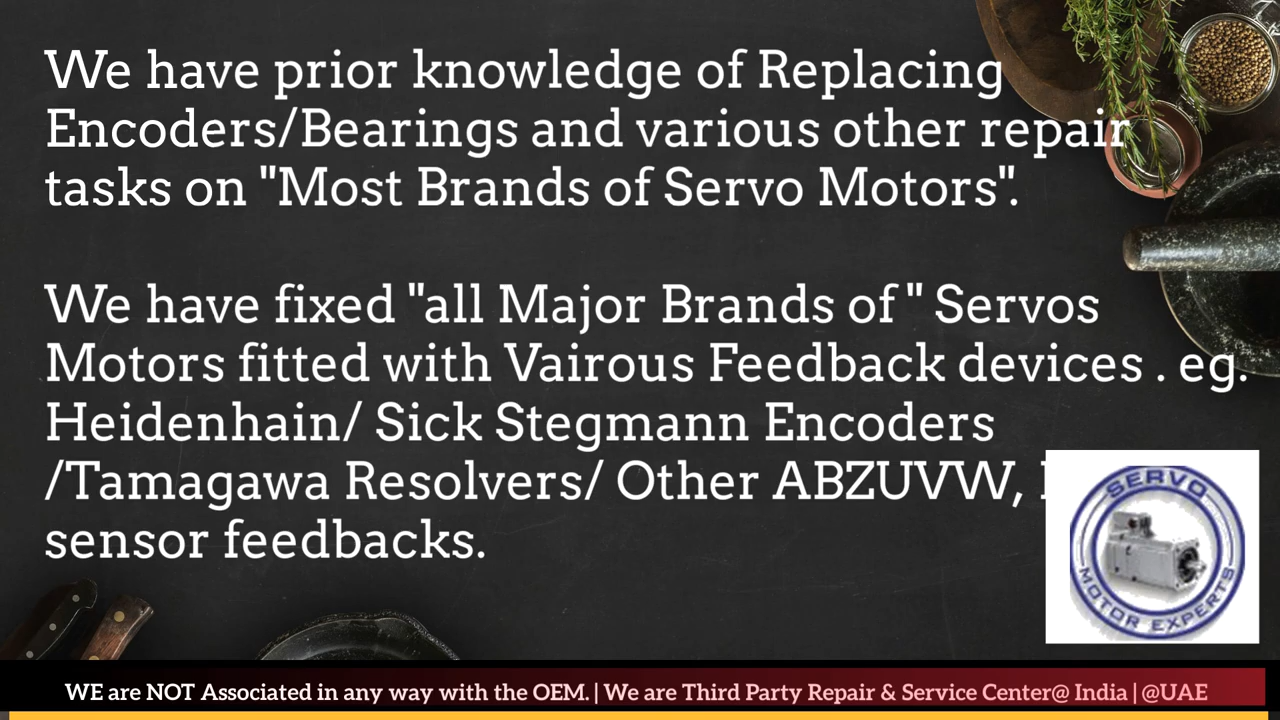 We have prior knowledge of Replacing
Encoders/Bearings and various other repair
tasks on "Most Brands of Servo Motors".
We have fixed "all Major Brands of " Servos
Motors fitted with Vairous Feedback devices . eg.
Heidenhain/ Sick Stegmann Encoders
/Tamagawa Resolvers/ Other ABZUVW,
sensor feedbacks.
SERVO
MOTOR EXPERTS
WE are NOT Associated in any way with the OEM. | We are Third Party Repair & Service Center@ India | @UAE